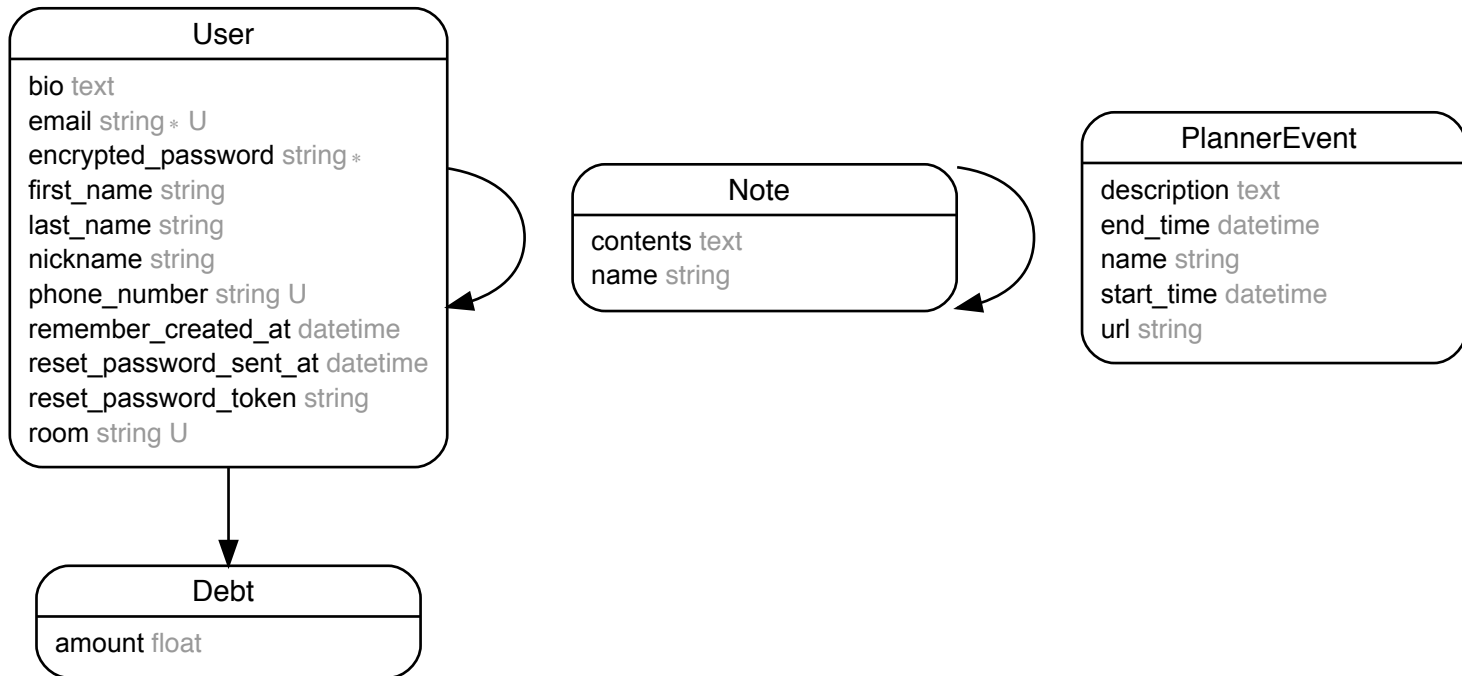 User
bio text
email string∗ U
encrypted_password string∗
first_name string
last_name string
nickname string
phone_number string U
remember_created_at datetime
reset_password_sent_at datetime
reset_password_token string
room string U
Note
contents text
name string
PlannerEvent
description text
end_time datetime
name string
start_time datetime
url string
Debt
amount float